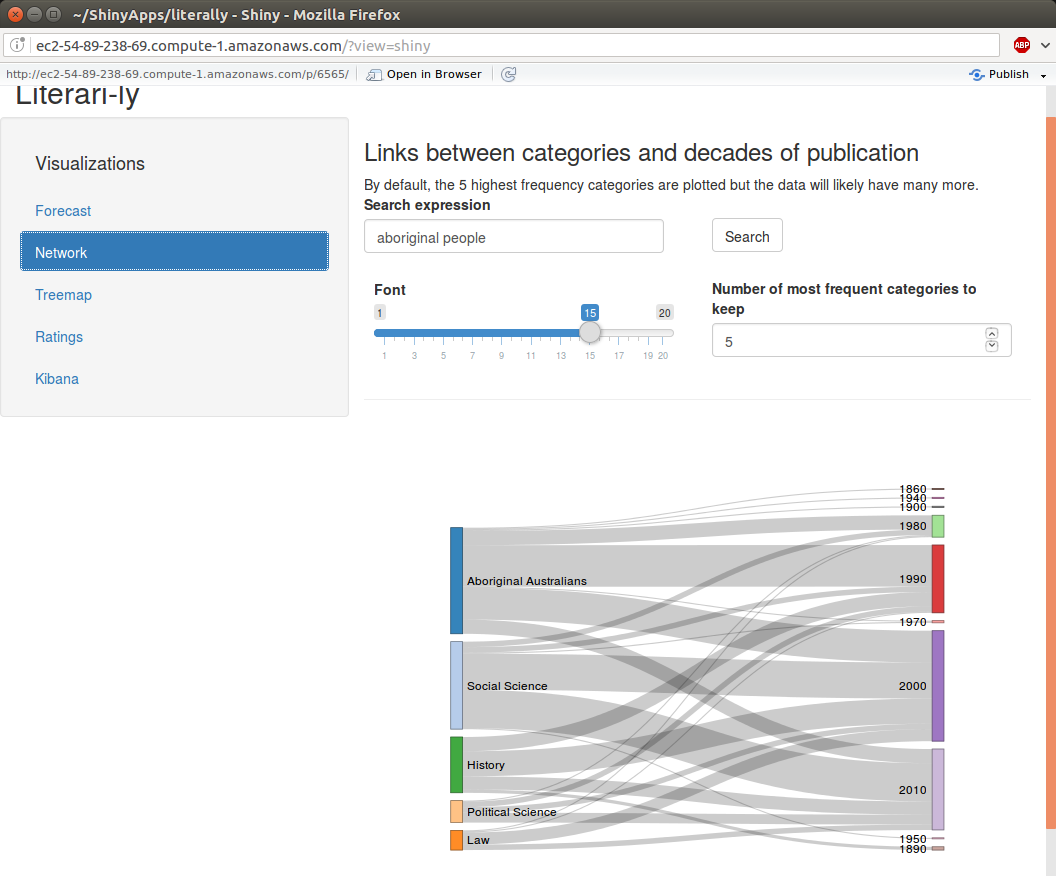 ~/ShinyApps/literally - Shiny - Mozilla Firefox
ec2-54-89-238-69.compute-1.amazonaws.com/?view=shiny
ABP
http://ec2-54-89-238-69.compute-1.amazonaws.com/p/6565/
Open in Browser
Publish
Literari-ly
Visualizations
Forecast
Network
Treemap
Ratings
Kibana
Links between categories and decades of publication
By default, the 5 highest frequency categories are plotted but the data will likely have many more.
Search expression
aboriginal people
Search
Font
1 15 20
1 3 5 7 9 11 13 15 17 19 20
Number of most frequent categories to
keep
5
Aboriginal Australians
Social Science
History
Political Science
Law
1860
1940
1900
1980
1990
1970
2000
2010
1950
1890